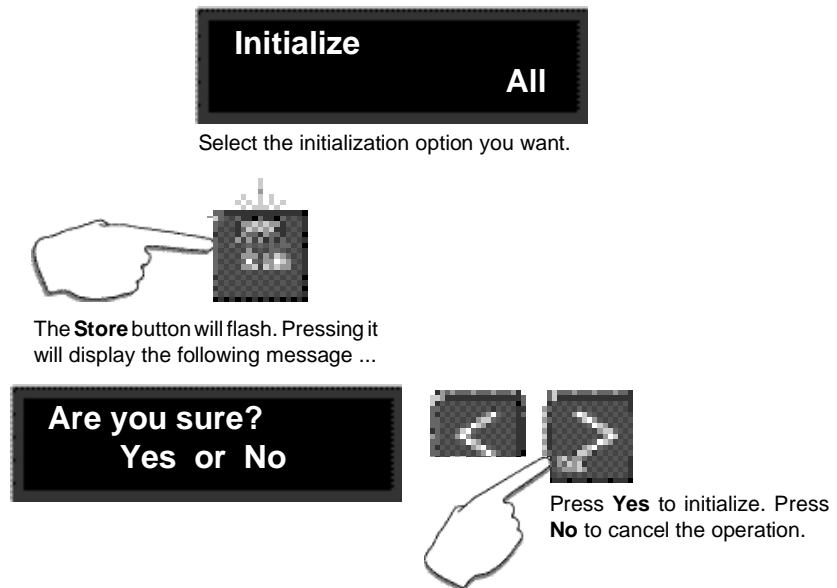 Initialize
All
Select the initialization option you want.
The Store button will flash. Pressing it
will display the following message ...
Are you sure?
Yes or No
Press Yes to initialize. Press
No to cancel the operation.